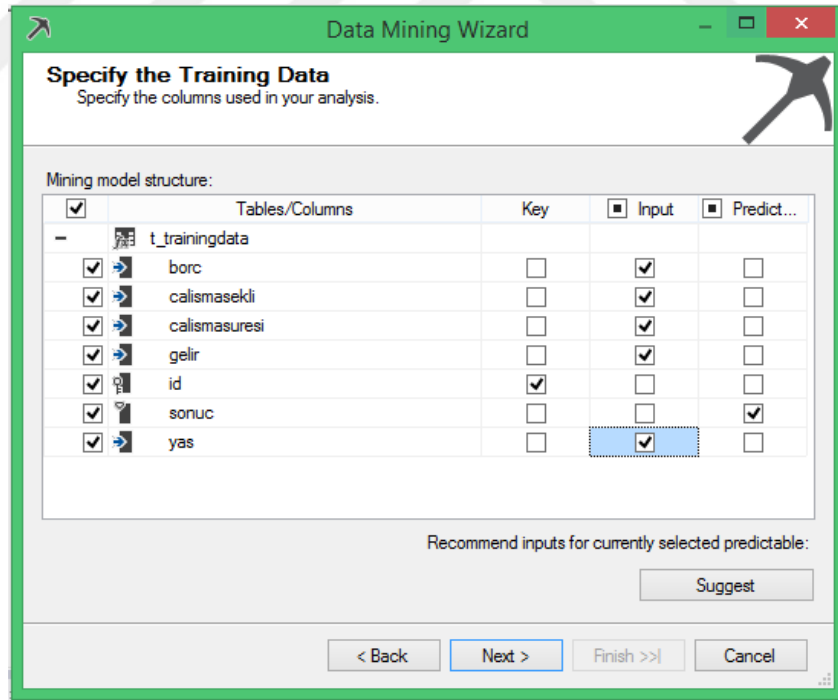 Data Mining Wizard
Specify the Training Data
Specify the columns used in your analysis.
Mining model structure:
Tables/Columns Key Input Predict...
t_trainingdata
borc
calismasekli
calismasuresi
gelir
id
sonuc
yas
Recommend inputs for currently selected predictable:
Suggest
< Back Next > Finish >>| Cancel